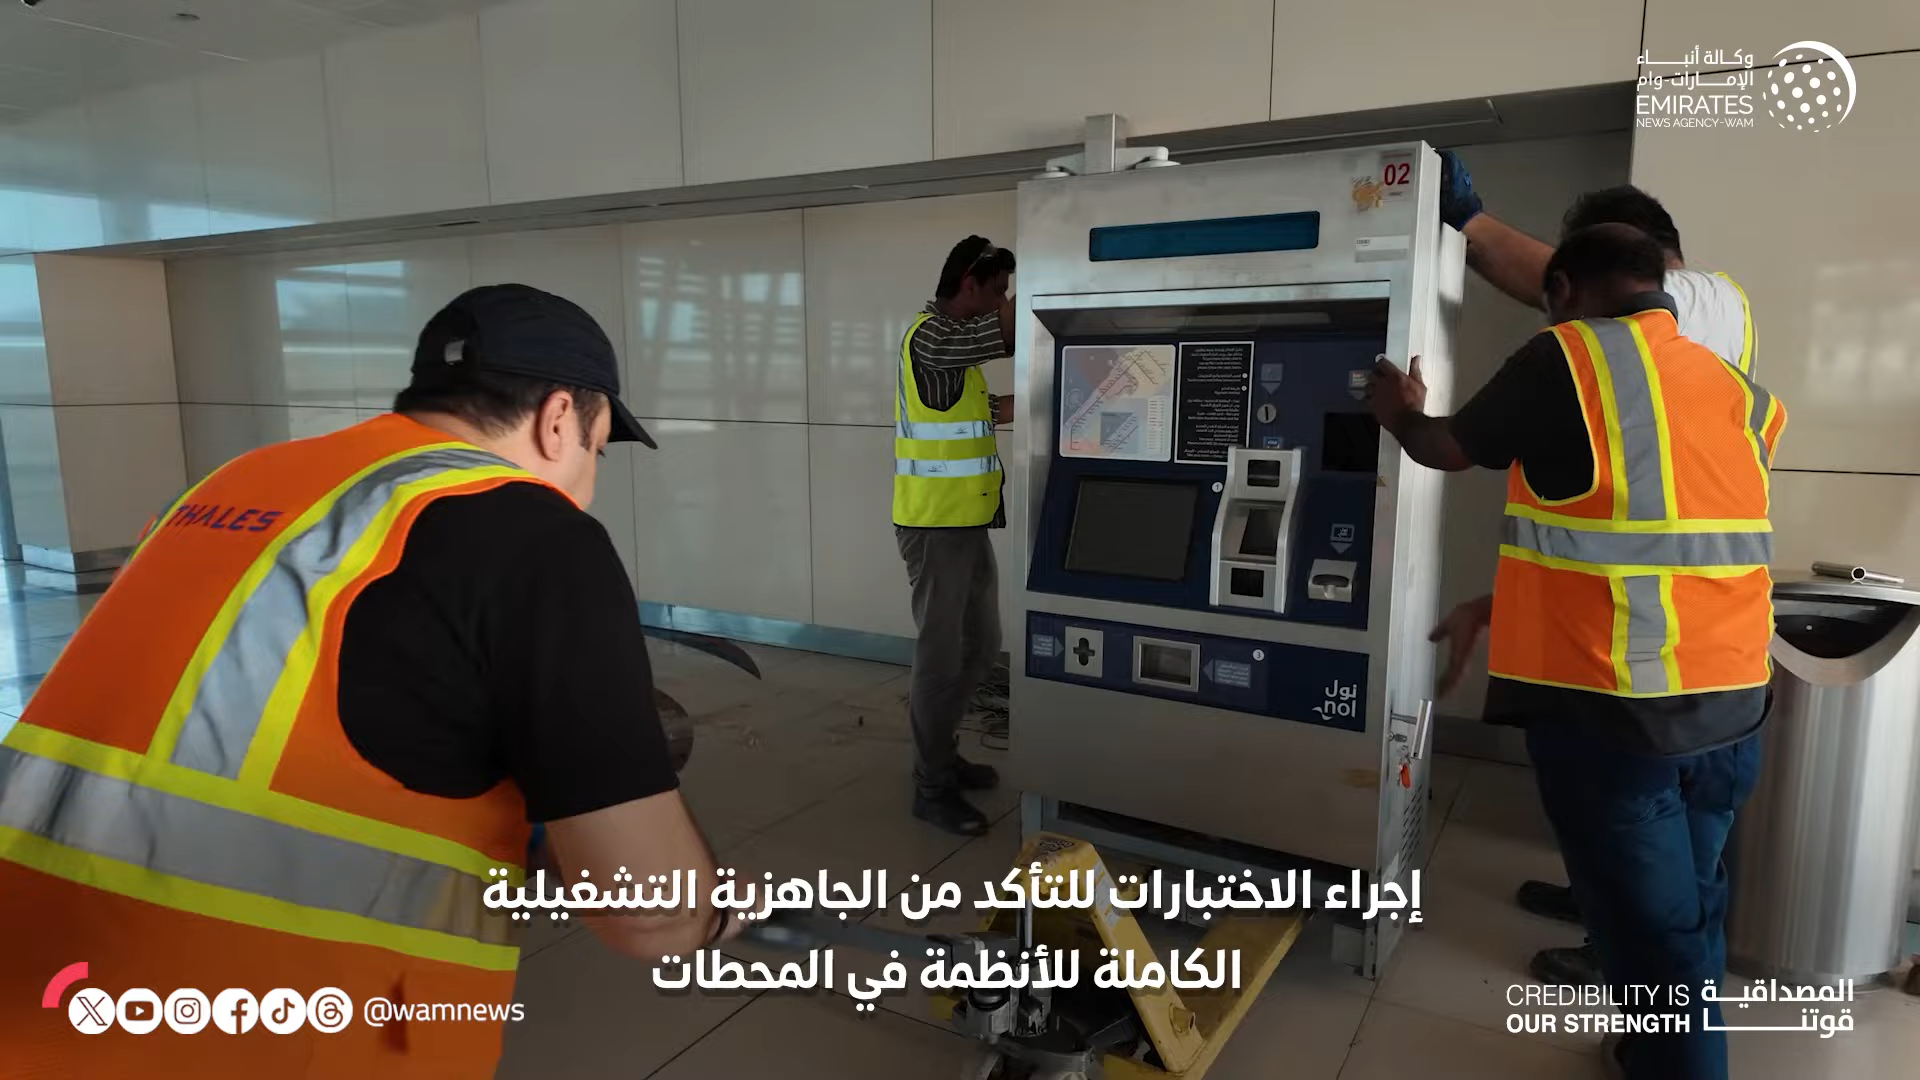 وكالة أنباء
الإمارات-وام
EMIRATES
NEWS AGENCY-WAM
02
THALES
نول
nol
إجراء الاختبارات للتأكد من الجاهزية التشغيلية
الكاملة للأنظمة في المحطات
@wamnews
CREDIBILITY IS
OUR STRENGTH
المصداقية
قوتنا